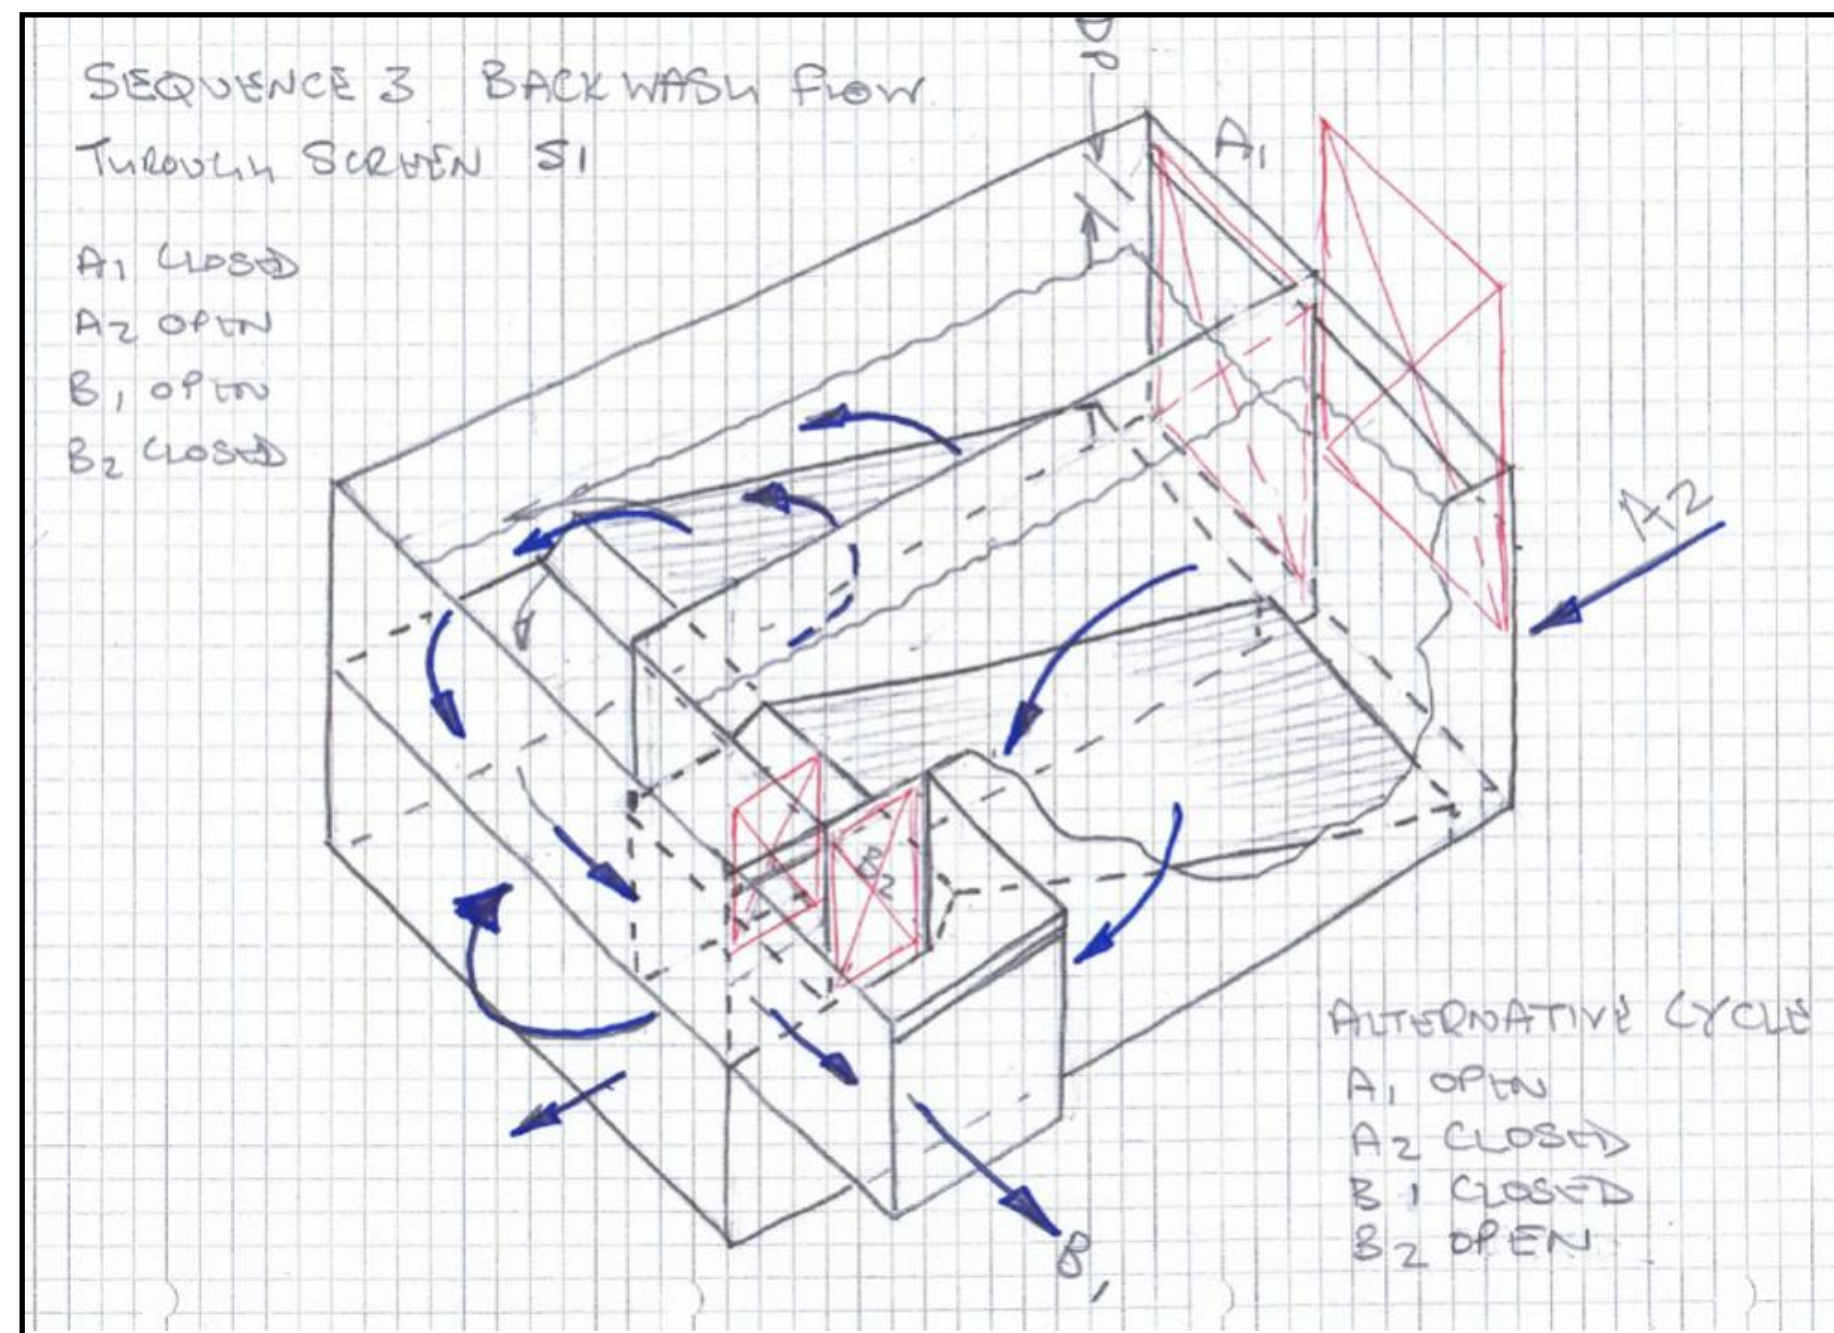 SEQUENCE 3 BACKWASH FLOW
THROUGH SCREEN S1
A1 CLOSED
A2 OPEN
B1 OPEN
B2 CLOSED
DP
A1
A2
B2
B1
ALTERNATIVE CYCLE
A1 OPEN
A2 CLOSED
B1 CLOSED
B2 OPEN